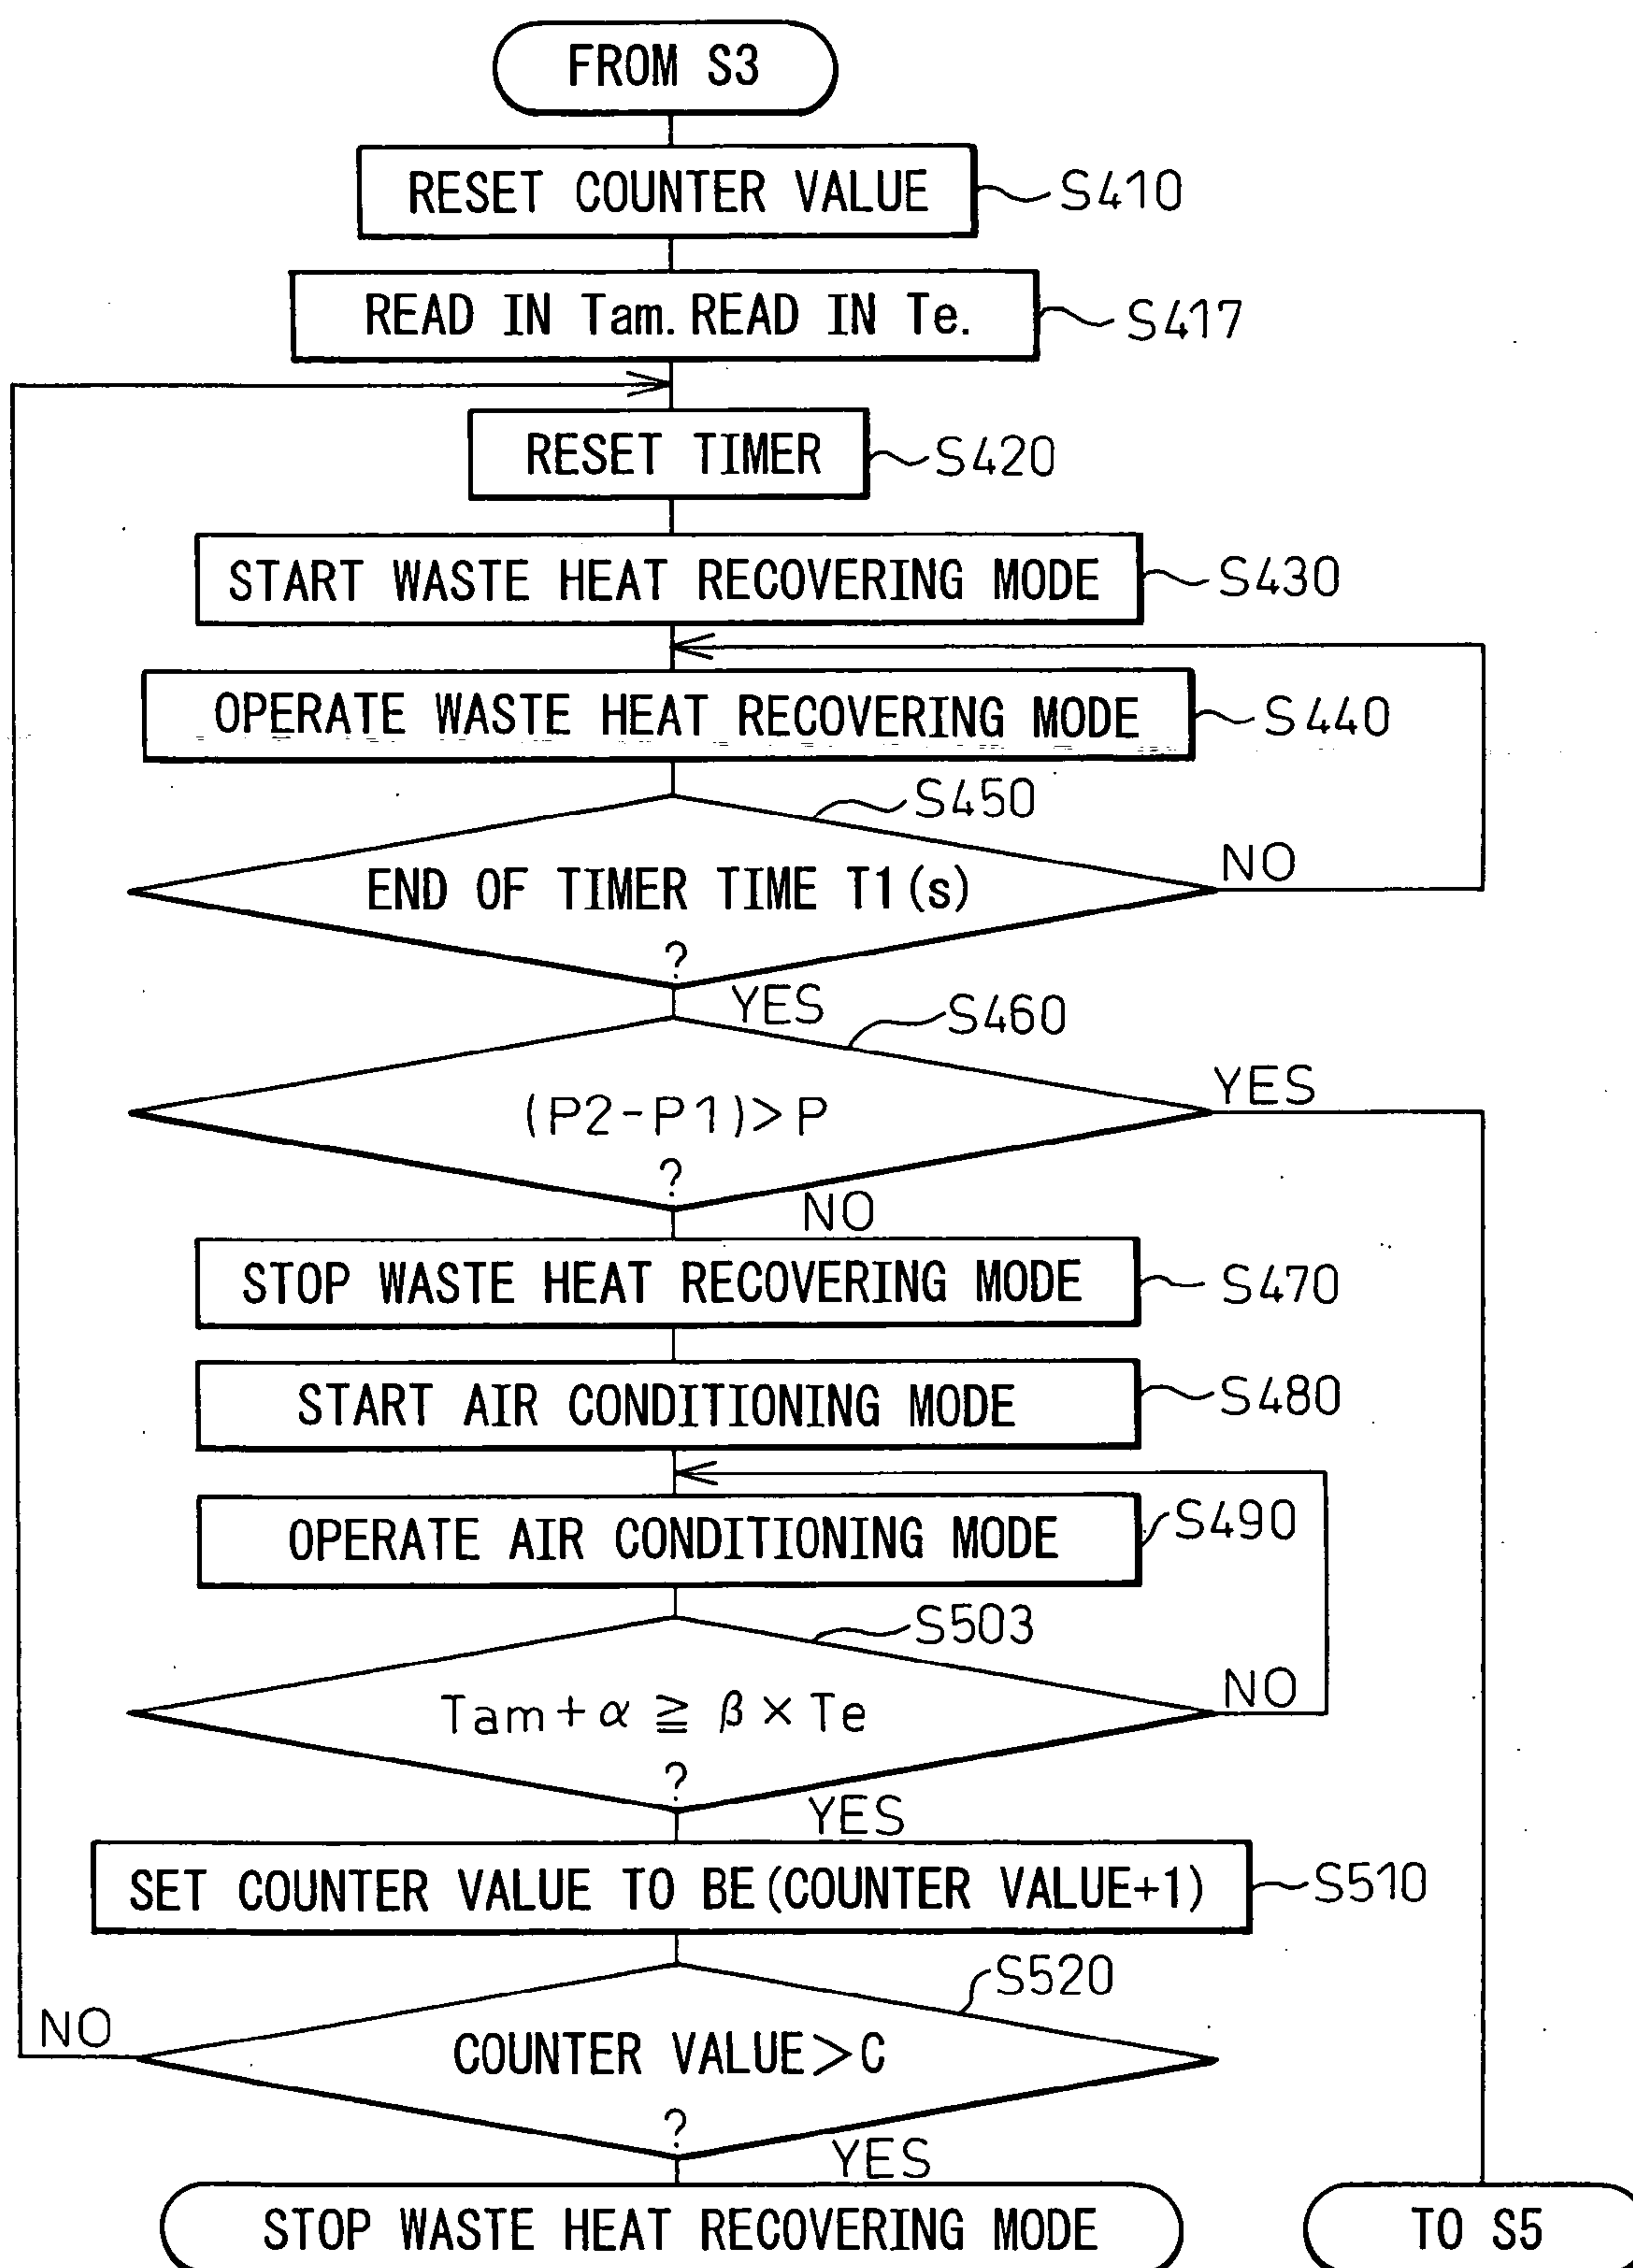 FROM S3
RESET COUNTER VALUE
S410
READ IN Tam. READ IN Te.
S417
RESET TIMER
S420
START WASTE HEAT RECOVERING MODE
S430
OPERATE WASTE HEAT RECOVERING MODE
S440
S450
END OF TIMER TIME T1(s)
?
NO
YES
S460
(P2-P1)>P
?
YES
NO
STOP WASTE HEAT RECOVERING MODE
S470
START AIR CONDITIONING MODE
S480
OPERATE AIR CONDITIONING MODE
S490
S503
Tam+α ≧ β×Te
?
NO
YES
SET COUNTER VALUE TO BE(COUNTER VALUE+1)
S510
S520
NO
COUNTER VALUE>C
?
YES
STOP WASTE HEAT RECOVERING MODE
TO S5